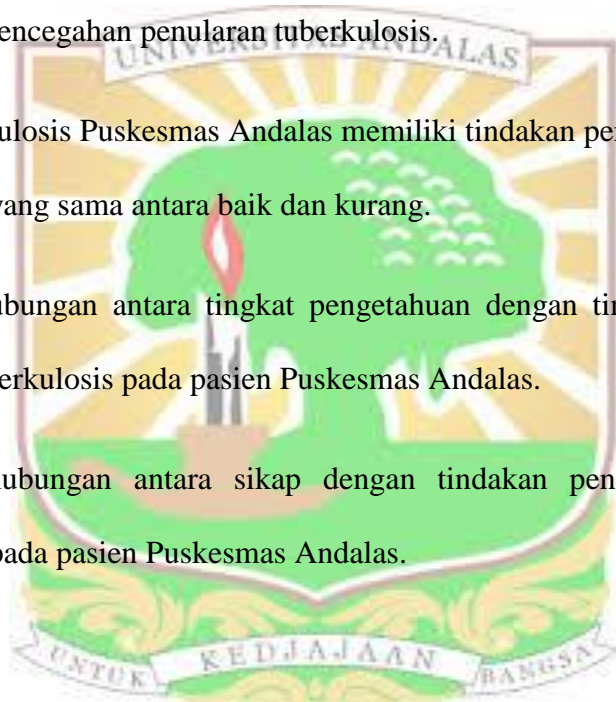 encegahan penularan tuberkulosis.
UNIVERSITAS ANDALAS
ulosis Puskesmas Andalas memiliki tindakan pe
yang sama antara baik dan kurang.
ubungan antara tingkat pengetahuan dengan ti
erkulosis pada pasien Puskesmas Andalas.
ubungan antara sikap dengan tindakan pen
pada pasien Puskesmas Andalas.
UNTUK KEDJAJAAN BANGSA